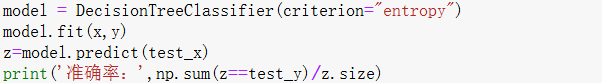 model = DecisionTreeClassifier(criterion="entropy")
model.fit(x,y)
z=model.predict(test_x)
print('准确率：',np.sum(z==test_y)/z.size)